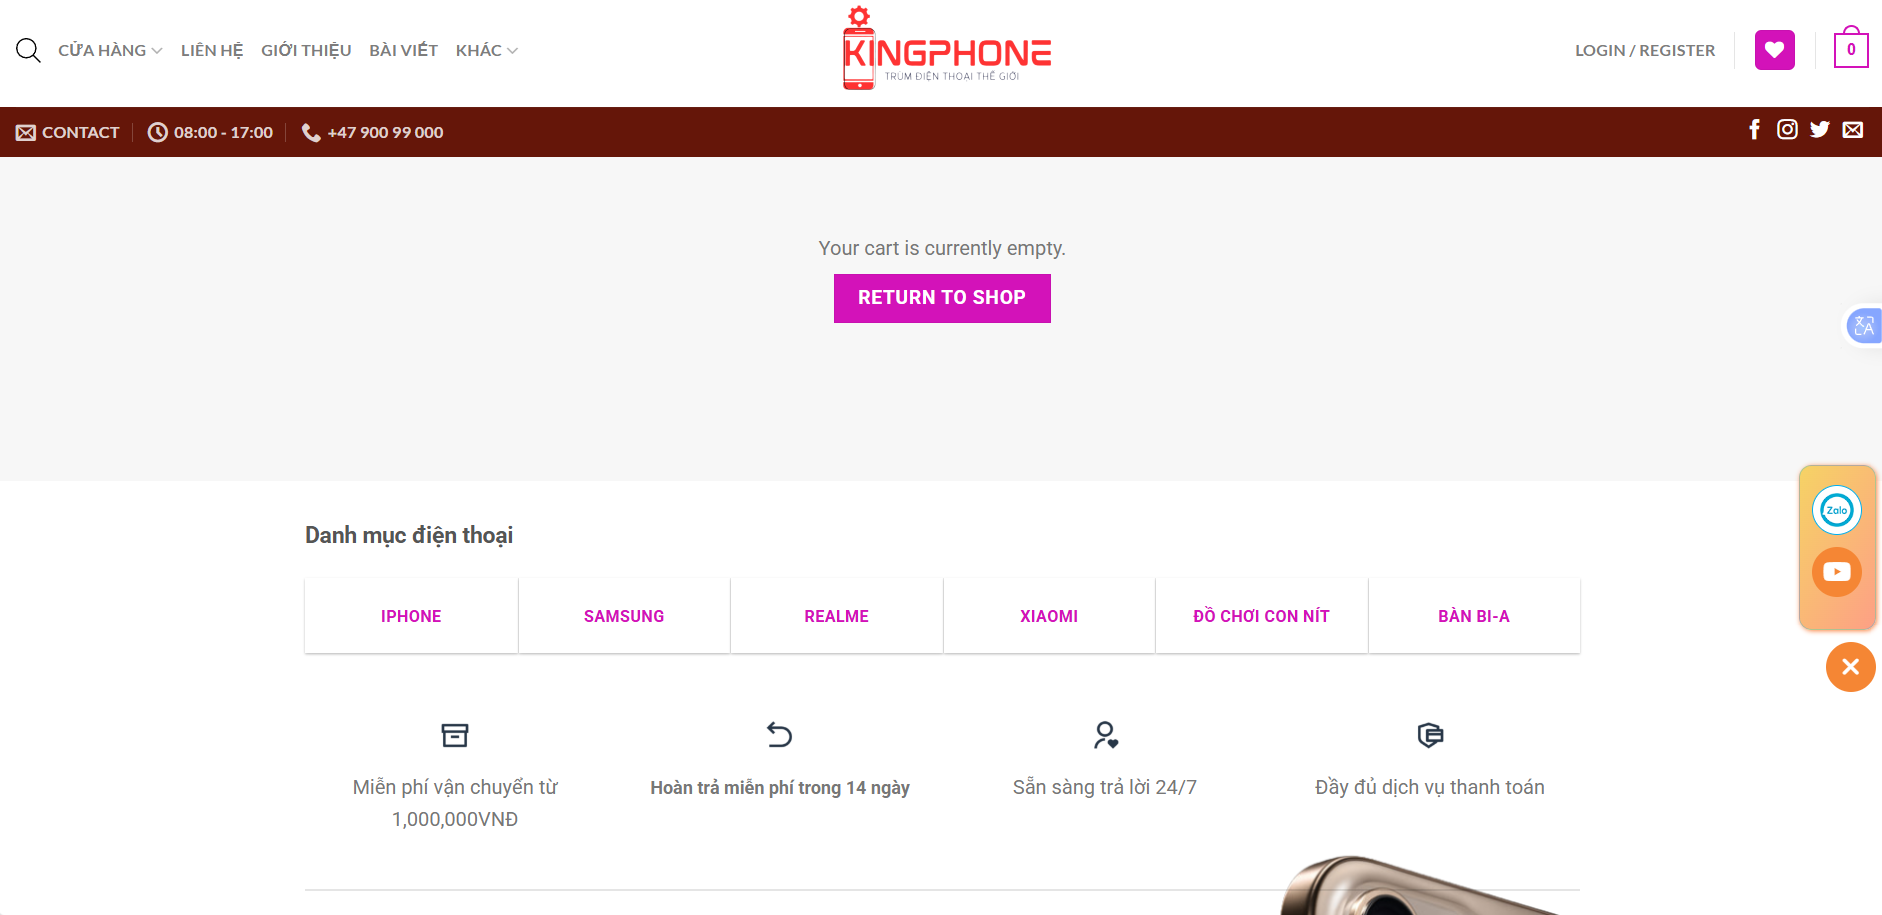 CỬA HÀNG
LIÊN HỆ
GIỚI THIỆU
BÀI VIẾT
KHÁC
KINGPHONE
TRÙM ĐIỆN THOẠI THẾ GIỚI
LOGIN / REGISTER
0
CONTACT
08:00 - 17:00
+47 900 99 000
Your cart is currently empty.
RETURN TO SHOP
文A
Zalo
Danh mục điện thoại
IPHONE
SAMSUNG
REALME
XIAOMI
ĐỒ CHƠI CON NÍT
BÀN BI-A
Miễn phí vận chuyển từ
1,000,000VNĐ
Hoàn trả miễn phí trong 14 ngày
Sẵn sàng trả lời 24/7
Đầy đủ dịch vụ thanh toán